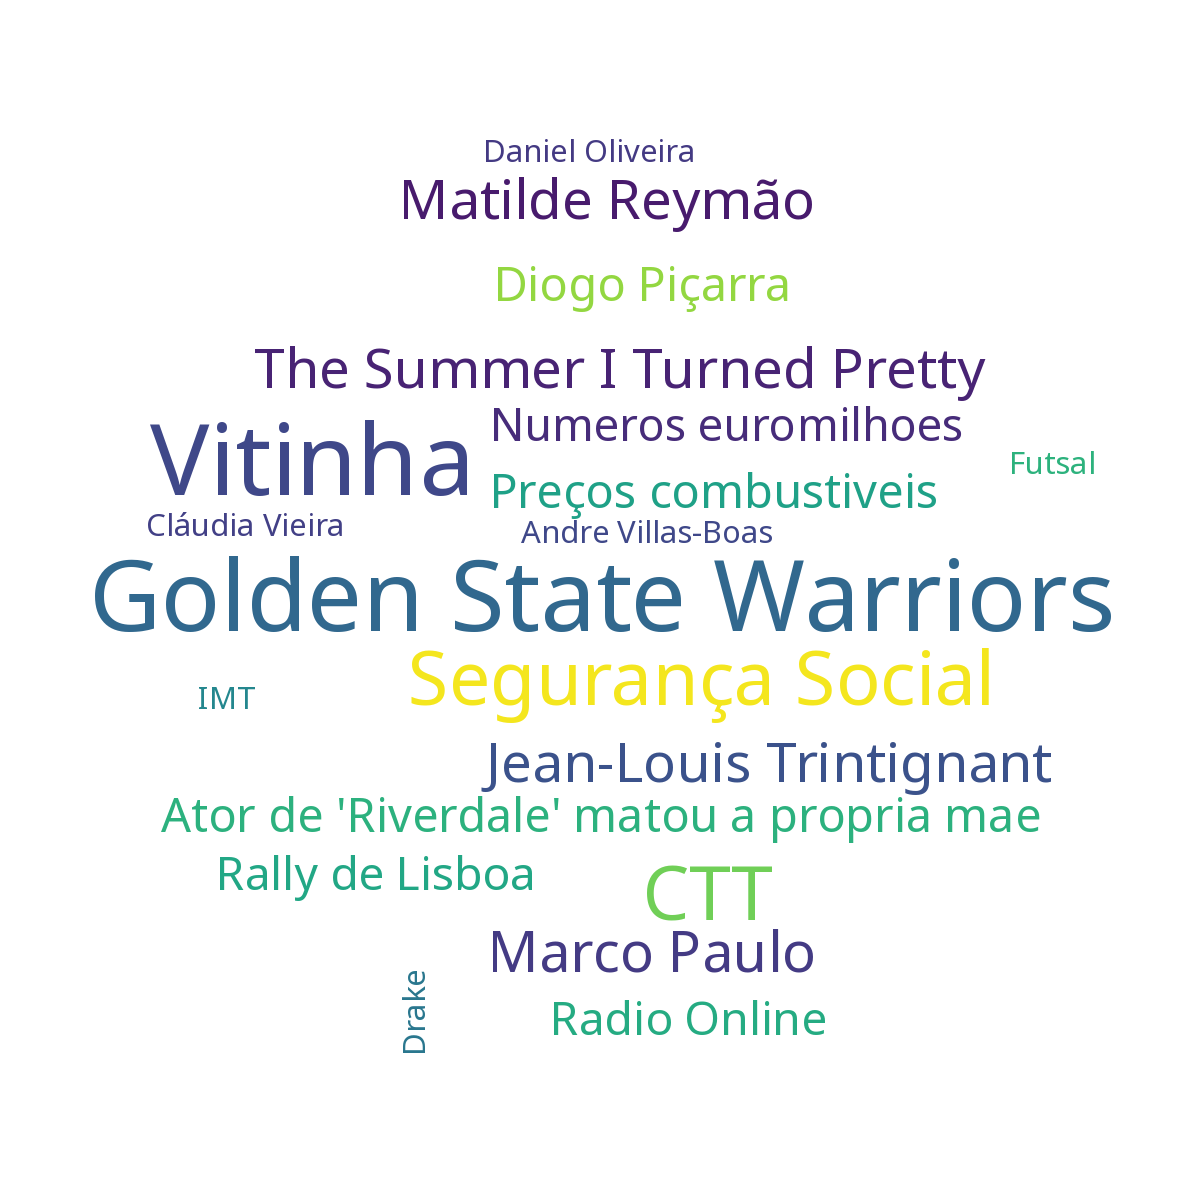 Daniel Oliveira
Matilde Reymão
Diogo Piçarra
The Summer I Turned Pretty
Vitinha
Numeros euromilhoes
Futsal
Preços combustiveis
Cláudia Vieira
Andre Villas-Boas
Golden State Warriors
Segurança Social
IMT
Jean-Louis Trintignant
Ator de 'Riverdale' matou a propria mae
Rally de Lisboa
CTT
Marco Paulo
Drake
Radio Online